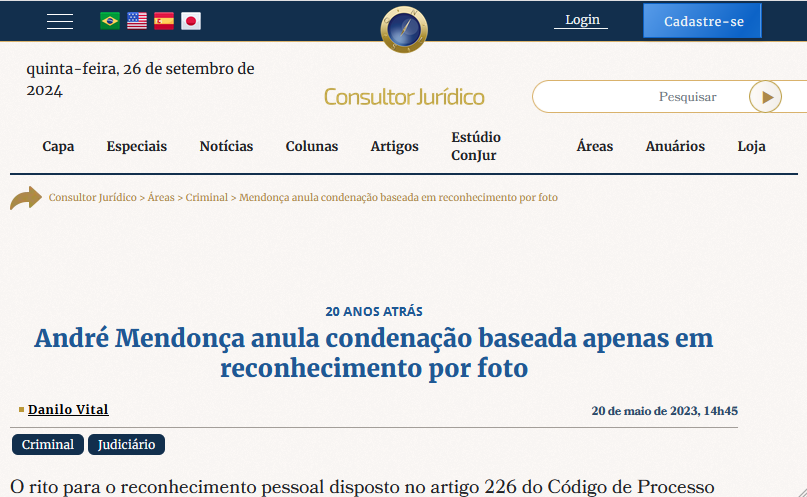 Login
Cadastre-se
quinta-feira, 26 de setembro de
2024
Consultor Jurídico
Pesquisar
Capa
Especiais
Notícias
Colunas
Artigos
Estúdio
ConJur
Áreas
Anuários
Loja
Consultor Jurídico > Áreas > Criminal > Mendonça anula condenação baseada em reconhecimento por foto
20 ANOS ATRÁS
André Mendonça anula condenação baseada apenas em
reconhecimento por foto
Danilo Vital
20 de maio de 2023, 14h45
Criminal
Judiciário
O rito para o reconhecimento pessoal disposto no artigo 226 do Código de Processo